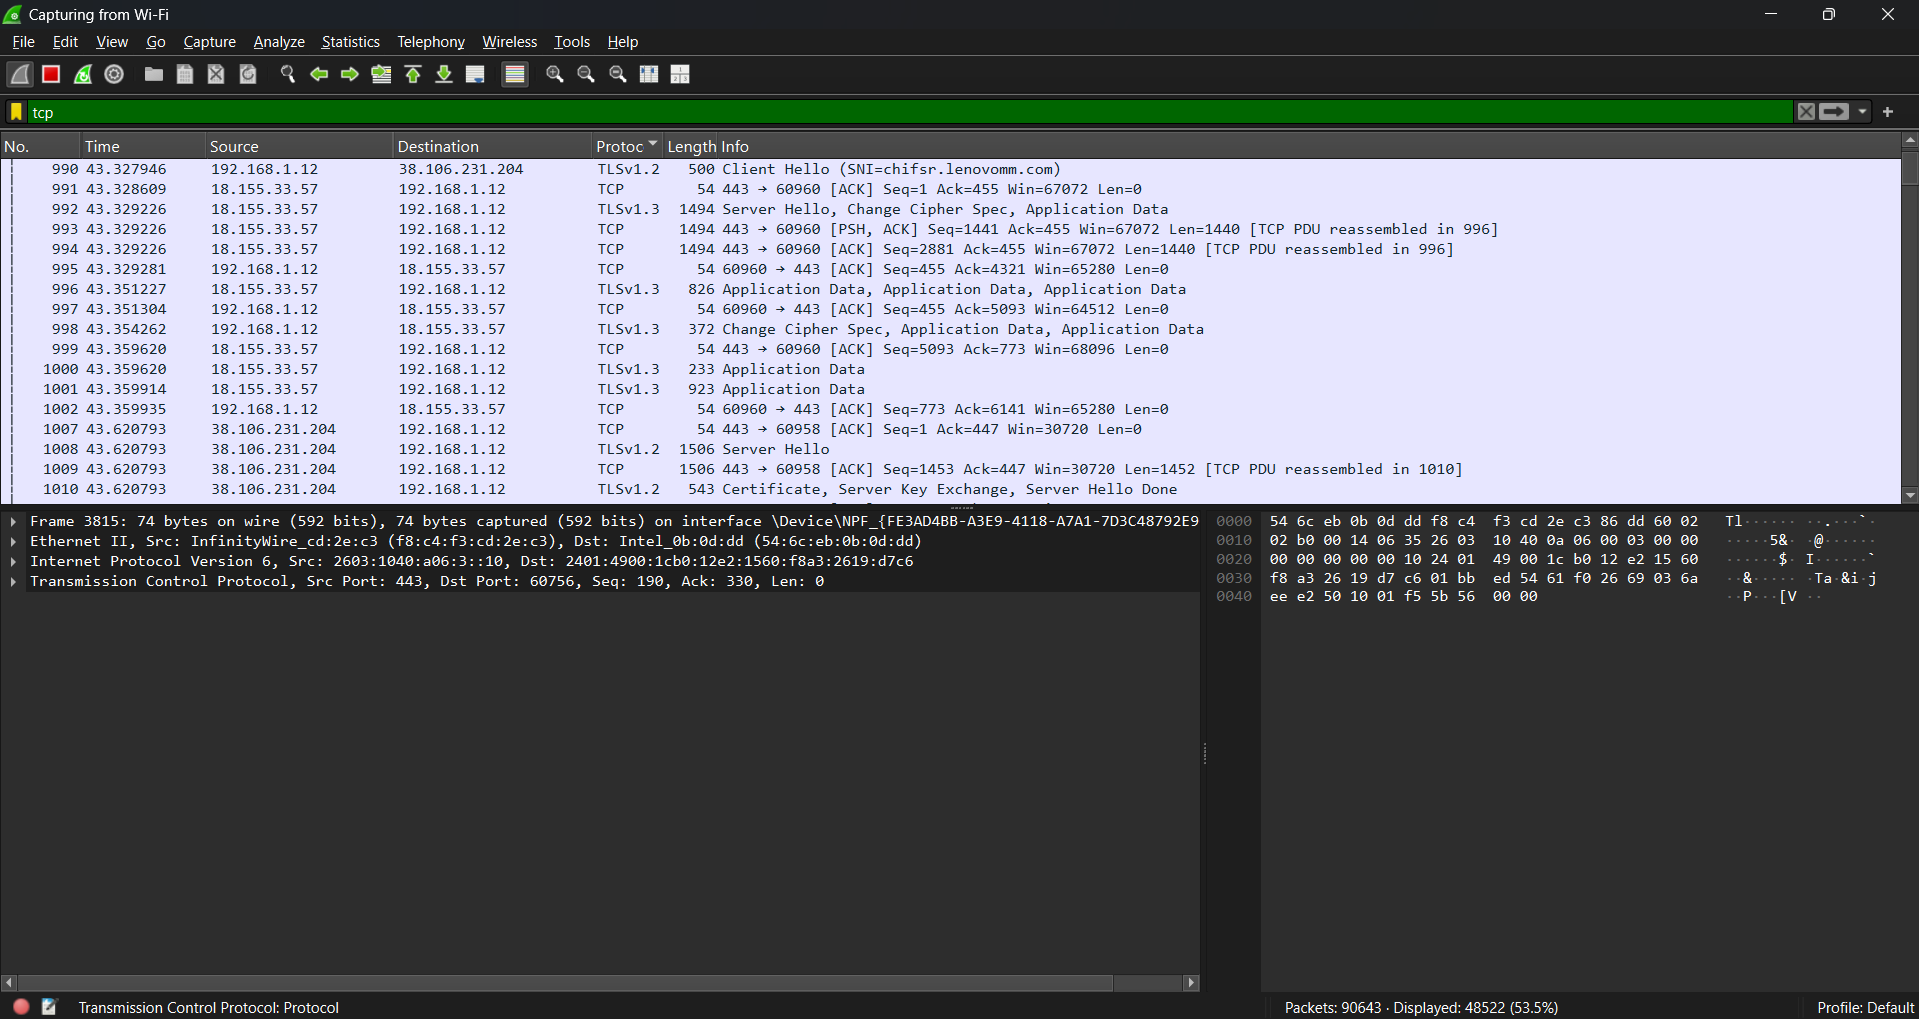 Capturing from Wi-Fi
File Edit View Go Capture Analyze Statistics Telephony Wireless Tools Help
tcp
No. Time Source Destination Protoc Length Info
990 43.327946 192.168.1.12 38.106.231.204 TLSv1.2 500 Client Hello (SNI=chifsr.lenovomm.com)
991 43.328609 18.155.33.57 192.168.1.12 TCP 54 443 → 60960 [ACK] Seq=1 Ack=455 Win=67072 Len=0
992 43.329226 18.155.33.57 192.168.1.12 TLSv1.3 1494 Server Hello, Change Cipher Spec, Application Data
993 43.329226 18.155.33.57 192.168.1.12 TCP 1494 443 → 60960 [PSH, ACK] Seq=1441 Ack=455 Win=67072 Len=1440 [TCP PDU reassembled in 996]
994 43.329226 18.155.33.57 192.168.1.12 TCP 1494 443 → 60960 [ACK] Seq=2881 Ack=455 Win=67072 Len=1440 [TCP PDU reassembled in 996]
995 43.329281 192.168.1.12 18.155.33.57 TCP 54 60960 → 443 [ACK] Seq=455 Ack=4321 Win=65280 Len=0
996 43.351227 18.155.33.57 192.168.1.12 TLSv1.3 826 Application Data, Application Data, Application Data
997 43.351304 192.168.1.12 18.155.33.57 TCP 54 60960 → 443 [ACK] Seq=455 Ack=5093 Win=64512 Len=0
998 43.354262 192.168.1.12 18.155.33.57 TLSv1.3 372 Change Cipher Spec, Application Data, Application Data
999 43.359620 18.155.33.57 192.168.1.12 TCP 54 443 → 60960 [ACK] Seq=5093 Ack=773 Win=68096 Len=0
1000 43.359620 18.155.33.57 192.168.1.12 TLSv1.3 233 Application Data
1001 43.359914 18.155.33.57 192.168.1.12 TLSv1.3 923 Application Data
1002 43.359935 192.168.1.12 18.155.33.57 TCP 54 60960 → 443 [ACK] Seq=773 Ack=6141 Win=65280 Len=0
1007 43.620793 38.106.231.204 192.168.1.12 TCP 54 443 → 60958 [ACK] Seq=1 Ack=447 Win=30720 Len=0
1008 43.620793 38.106.231.204 192.168.1.12 TLSv1.2 1506 Server Hello
1009 43.620793 38.106.231.204 192.168.1.12 TCP 1506 443 → 60958 [ACK] Seq=1453 Ack=447 Win=30720 Len=1452 [TCP PDU reassembled in 1010]
1010 43.620793 38.106.231.204 192.168.1.12 TLSv1.2 543 Certificate, Server Key Exchange, Server Hello Done
Frame 3815: 74 bytes on wire (592 bits), 74 bytes captured (592 bits) on interface \Device\NPF_{FE3AD4BB-A3E9-4118-A7A1-7D3C48792E9
Ethernet II, Src: InfinityWire_cd:2e:c3 (f8:c4:f3:cd:2e:c3), Dst: Intel_0b:0d:dd (54:6c:eb:0b:0d:dd)
Internet Protocol Version 6, Src: 2603:1040:a06:3::10, Dst: 2401:4900:1cb0:12e2:1560:f8a3:2619:d7c6
Transmission Control Protocol, Src Port: 443, Dst Port: 60756, Seq: 190, Ack: 330, Len: 0
0000 54 6c eb 0b 0d dd f8 c4 f3 cd 2e c3 86 dd 60 02 Tl······ ··.···`·
0010 02 b0 00 14 06 35 26 03 10 40 0a 06 00 03 00 00 ·····5&· ·@······
0020 00 00 00 00 00 10 24 01 49 00 1c b0 12 e2 15 60 ······$· I······`
0030 f8 a3 26 19 d7 c6 01 bb ed 54 61 f0 26 69 03 6a ··&····· ·Ta·&i·j
0040 ee e2 50 10 01 f5 5b 56 00 00 ··P···[V ··
Transmission Control Protocol: Protocol
Packets: 90643 · Displayed: 48522 (53.5%)
Profile: Default